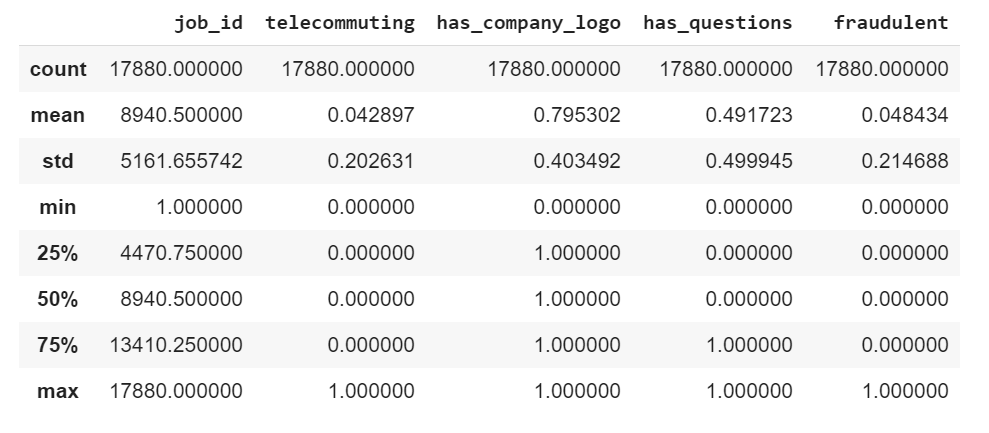 job_id telecommuting has_company_logo has_questions fraudulent
count 17880.000000 17880.000000 17880.000000 17880.000000 17880.000000
mean 8940.500000 0.042897 0.795302 0.491723 0.048434
std 5161.655742 0.202631 0.403492 0.499945 0.214688
min 1.000000 0.000000 0.000000 0.000000 0.000000
25% 4470.750000 0.000000 1.000000 0.000000 0.000000
50% 8940.500000 0.000000 1.000000 0.000000 0.000000
75% 13410.250000 0.000000 1.000000 1.000000 0.000000
max 17880.000000 1.000000 1.000000 1.000000 1.000000